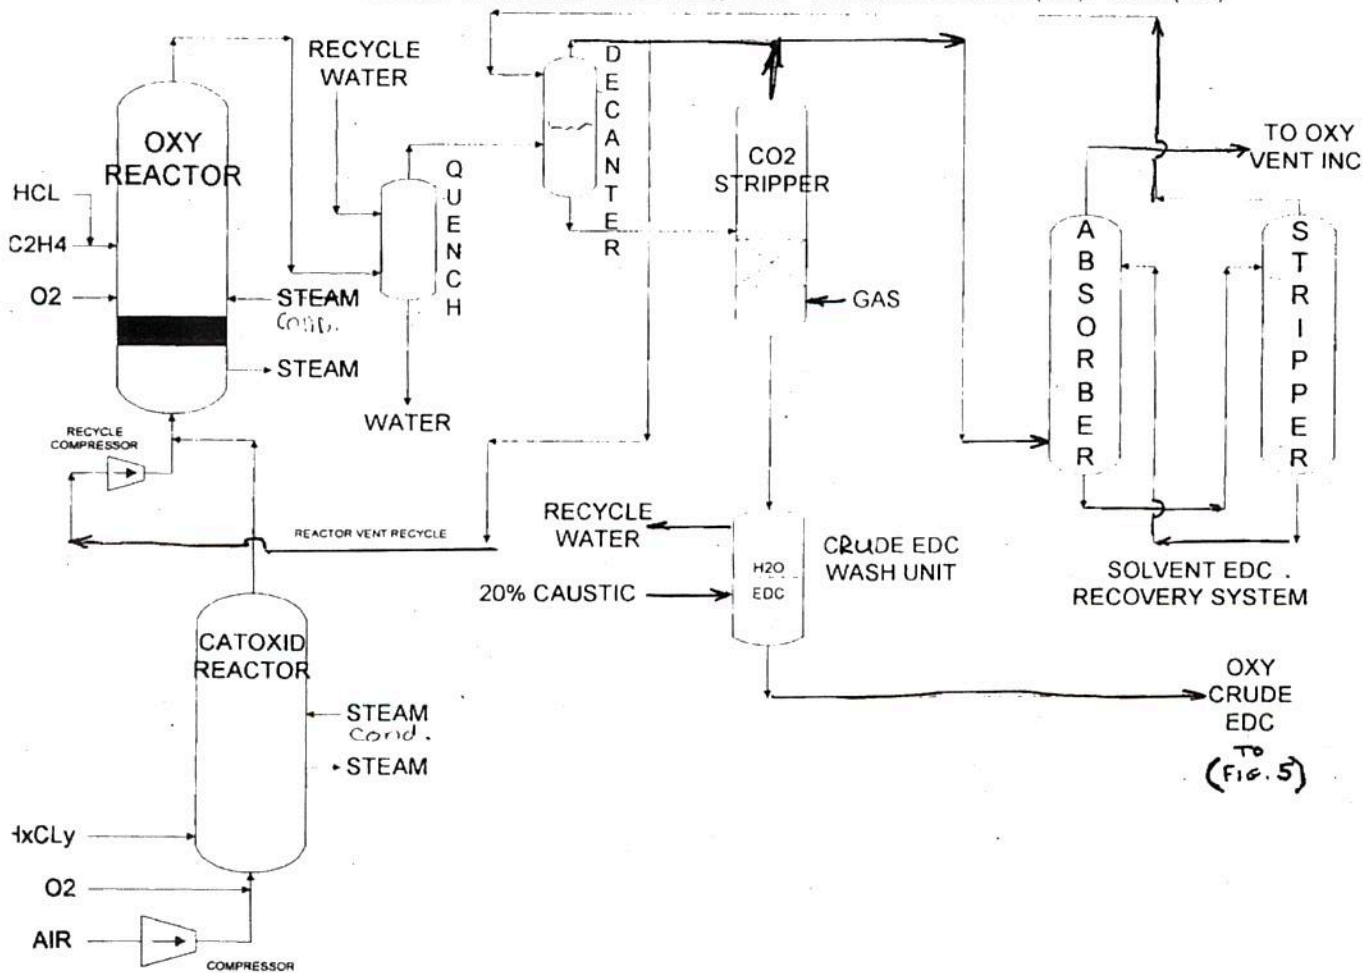 RECYCLE
WATER
DECANTER
OXY
REACTOR
QUENCH
CO2
STRIPPER
TO OXY
VENT INC
HCL
C2H4
O2
STEAM
Cond.
STEAM
GAS
ABSORBER
STRIPPER
WATER
RECYCLE
COMPRESSOR
REACTOR VENT RECYCLE
RECYCLE
WATER
H2O
EDC
CRUDE EDC
WASH UNIT
20% CAUSTIC
SOLVENT EDC .
RECOVERY SYSTEM
CATOXID
REACTOR
STEAM
Cond.
STEAM
OXY
CRUDE
EDC
TO
(FIG. 5)
HxCLy
O2
AIR
COMPRESSOR